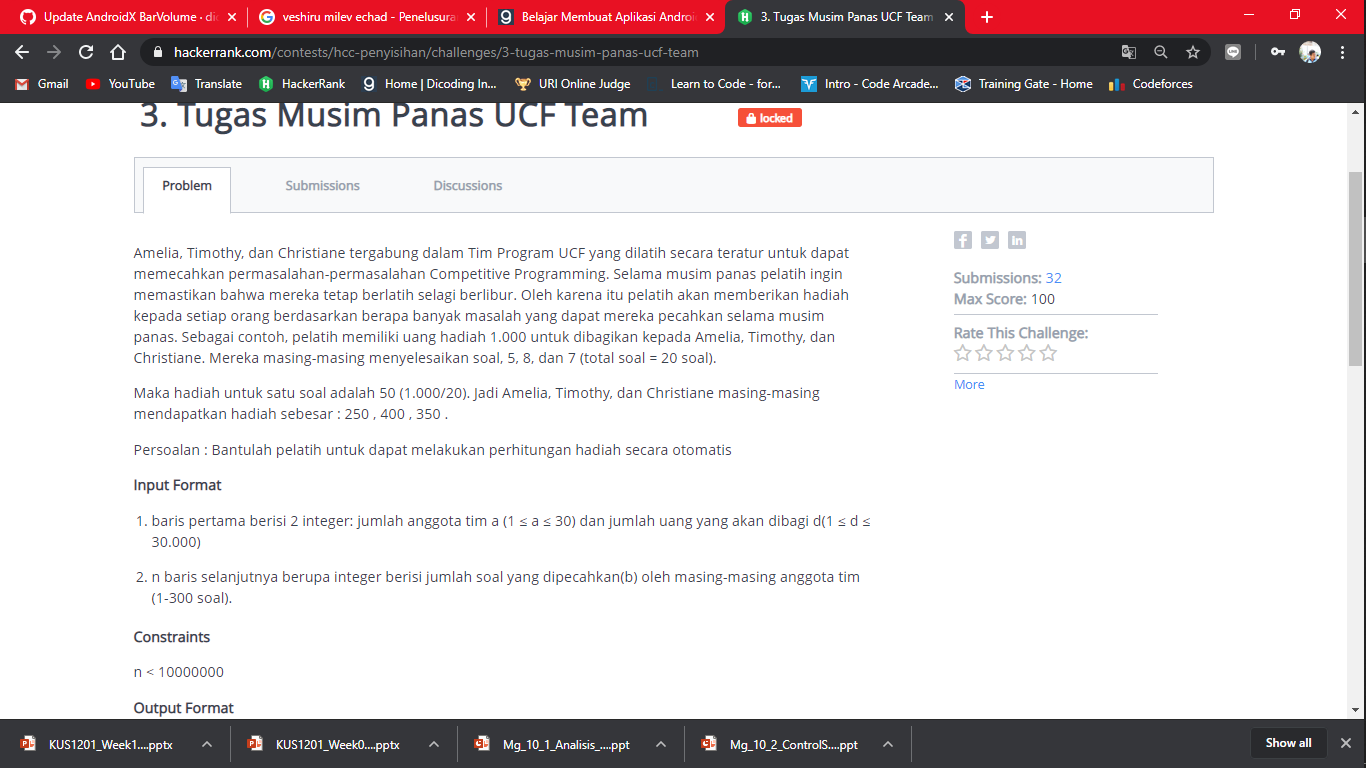 Update AndroidX BarVolume · dic
veshiru milev echad - Penelusura
Belajar Membuat Aplikasi Androi
3. Tugas Musim Panas UCF Team
hackerrank.com/contests/hcc-penyisihan/challenges/3-tugas-musim-panas-ucf-team
Gmail
YouTube
Translate
HackerRank
Home | Dicoding In...
URI Online Judge
Learn to Code - for...
Intro - Code Arcade...
Training Gate - Home
Codeforces
3. Tugas Musim Panas UCF Team
locked
Problem
Submissions
Discussions
Amelia, Timothy, dan Christiane tergabung dalam Tim Program UCF yang dilatih secara teratur untuk dapat
memecahkan permasalahan-permasalahan Competitive Programming. Selama musim panas pelatih ingin
memastikan bahwa mereka tetap berlatih selagi berlibur. Oleh karena itu pelatih akan memberikan hadiah
kepada setiap orang berdasarkan berapa banyak masalah yang dapat mereka pecahkan selama musim
panas. Sebagai contoh, pelatih memiliki uang hadiah 1.000 untuk dibagikan kepada Amelia, Timothy, dan
Christiane. Mereka masing-masing menyelesaikan soal, 5, 8, dan 7 (total soal = 20 soal).
Maka hadiah untuk satu soal adalah 50 (1.000/20). Jadi Amelia, Timothy, dan Christiane masing-masing
mendapatkan hadiah sebesar : 250 , 400 , 350 .
Persoalan : Bantulah pelatih untuk dapat melakukan perhitungan hadiah secara otomatis
Input Format
1. baris pertama berisi 2 integer: jumlah anggota tim a (1 ≤ a ≤ 30) dan jumlah uang yang akan dibagi d(1 ≤ d ≤
30.000)
2. n baris selanjutnya berupa integer berisi jumlah soal yang dipecahkan(b) oleh masing-masing anggota tim
(1-300 soal).
Constraints
n < 10000000
Output Format
Submissions: 32
Max Score: 100
Rate This Challenge:
More
KUS1201_Week1....pptx
KUS1201_Week0....pptx
Mg_10_1_Analisis_....ppt
Mg_10_2_ControlS....ppt
Show all